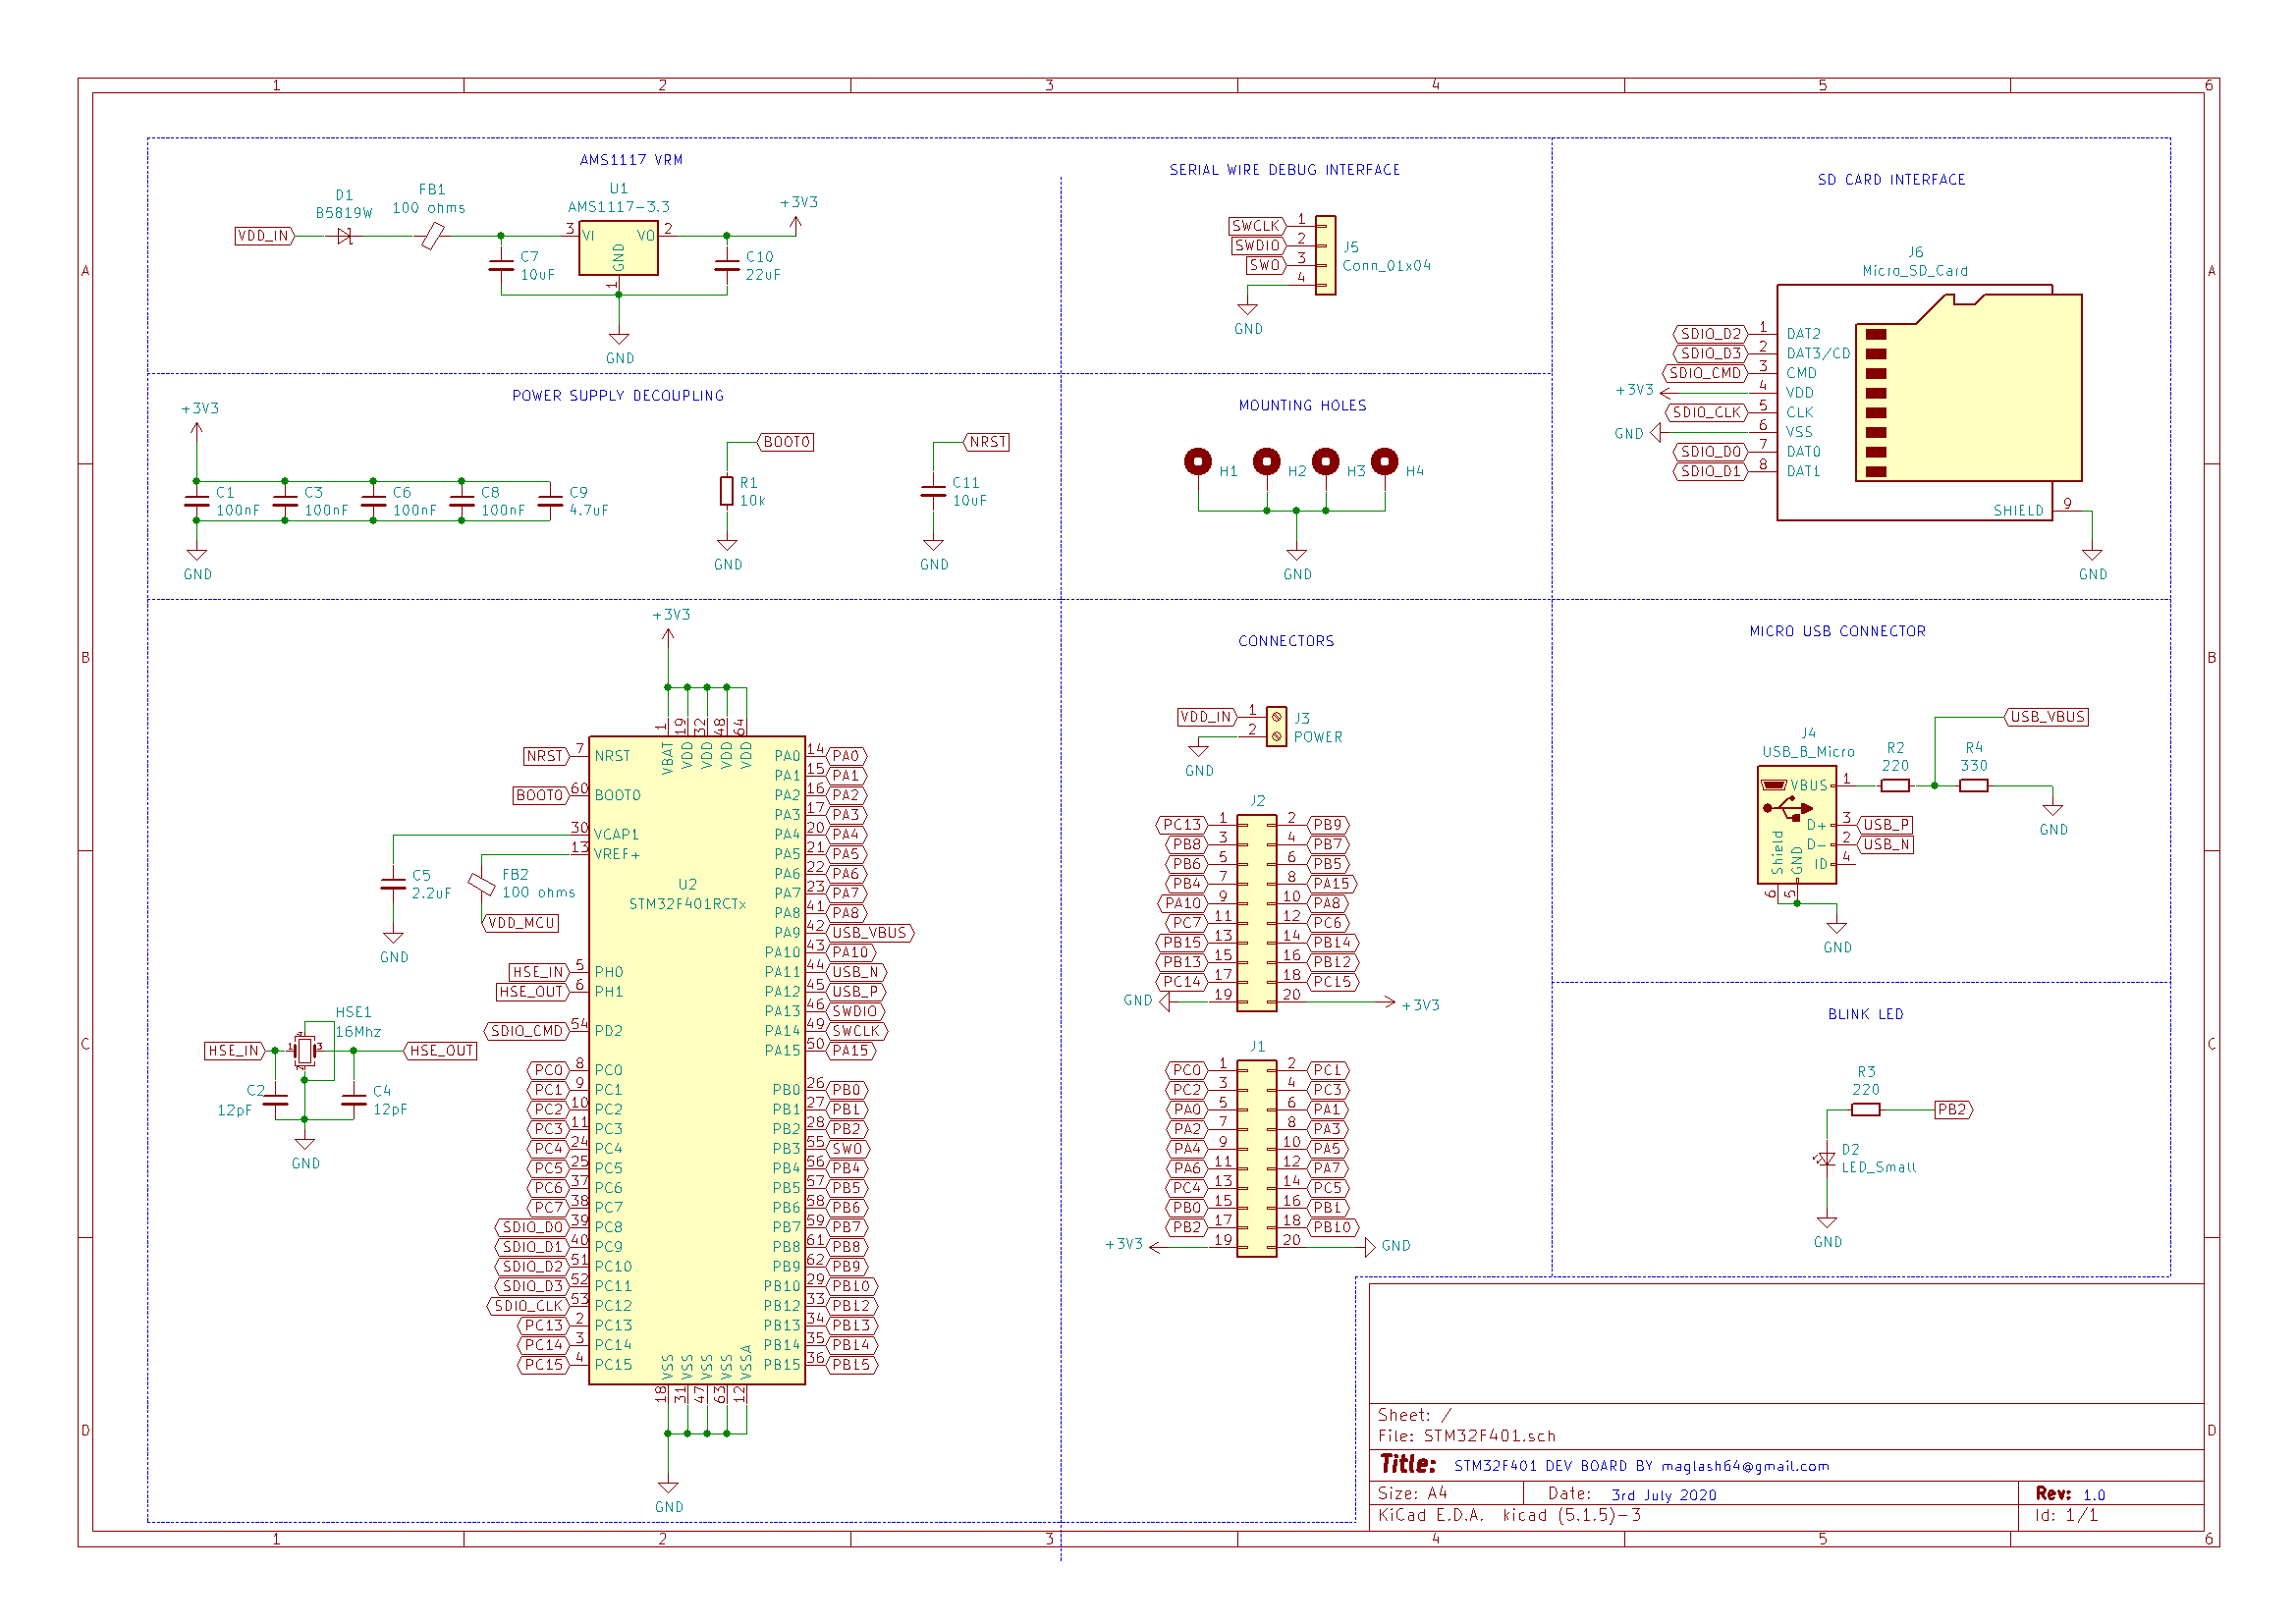 1 2 3 4 5 6
A
B
C
D
A
B
C
D
AMS1117 VRM
VDD_IN
D1
B5819W
FB1
100 ohms
U1
AMS1117-3.3
3 VI VO 2
GND
1
C7
10uF
C10
22uF
+3V3
GND
SERIAL WIRE DEBUG INTERFACE
SWCLK 1
SWDIO 2
SWO 3
4
J5
Conn_01x04
GND
SD CARD INTERFACE
J6
Micro_SD_Card
SDIO_D2 1 DAT2
SDIO_D3 2 DAT3/CD
SDIO_CMD 3 CMD
+3V3 4 VDD
SDIO_CLK 5 CLK
GND 6 VSS
SDIO_D0 7 DAT0
SDIO_D1 8 DAT1
SHIELD 9
GND
POWER SUPPLY DECOUPLING
+3V3
C1
100nF
C3
100nF
C6
100nF
C8
100nF
C9
4.7uF
GND
BOOT0
R1
10k
GND
NRST
C11
10uF
GND
MOUNTING HOLES
H1 H2 H3 H4
GND
+3V3
1 19 32 48 64
VBAT VDD VDD VDD VDD
NRST 7 NRST
BOOT0 60 BOOT0
30 VCAP1
13 VREF+
C5
2.2uF
GND
FB2
100 ohms
VDD_MCU
U2
STM32F401RCTx
HSE_IN 5 PH0
HSE_OUT 6 PH1
SDIO_CMD 54 PD2
PC0 8 PC0
PC1 9 PC1
PC2 10 PC2
PC3 11 PC3
PC4 24 PC4
PC5 25 PC5
PC6 37 PC6
PC7 38 PC7
SDIO_D0 39 PC8
SDIO_D1 40 PC9
SDIO_D2 51 PC10
SDIO_D3 52 PC11
SDIO_CLK 53 PC12
PC13 2 PC13
PC14 3 PC14
PC15 4 PC15
PA0 14 PA0
PA1 15 PA1
PA2 16 PA2
PA3 17 PA3
PA4 20 PA4
PA5 21 PA5
PA6 22 PA6
PA7 23 PA7
PA8 41 PA8
PA9 42 USB_VBUS
PA10 43 PA10
PA11 44 USB_N
PA12 45 USB_P
PA13 46 SWDIO
PA14 49 SWCLK
PA15 50 PA15
PB0 26 PB0
PB1 27 PB1
PB2 28 PB2
PB3 55 SWO
PB4 56 PB4
PB5 57 PB5
PB6 58 PB6
PB7 59 PB7
PB8 61 PB8
PB9 62 PB9
PB10 29 PB10
PB12 33 PB12
PB13 34 PB13
PB14 35 PB14
PB15 36 PB15
VSS VSS VSS VSS VSSA
18 31 47 63 12
GND
HSE1
16Mhz
HSE_IN 1 3 HSE_OUT
C2
12pF
C4
12pF
GND
CONNECTORS
VDD_IN 1
2
J3
POWER
GND
J2
PC13 1 2 PB9
PB8 3 4 PB7
PB6 5 6 PB5
PB4 7 8 PA15
PA10 9 10 PA8
PC7 11 12 PC6
PB15 13 14 PB14
PB13 15 16 PB12
PC14 17 18 PC15
GND 19 20 +3V3
J1
PC0 1 2 PC1
PC2 3 4 PC3
PA0 5 6 PA1
PA2 7 8 PA3
PA4 9 10 PA5
PA6 11 12 PA7
PC4 13 14 PC5
PB0 15 16 PB1
PB2 17 18 PB10
+3V3 19 20 GND
MICRO USB CONNECTOR
USB_VBUS
J4
USB_B_Micro
R2
220
R4
330
VBUS 1
D+ 3 USB_P
D- 2 USB_N
ID 4
Shield GND
6 5
GND
GND
BLINK LED
R3
220
PB2
D2
LED_Small
GND
Sheet: /
File: STM32F401.sch
Title: STM32F401 DEV BOARD BY maglash64@gmail.com
Size: A4 Date: 3rd July 2020 Rev: 1.0
KiCad E.D.A. kicad (5.1.5)-3 Id: 1/1
1 2 3 4 5 6